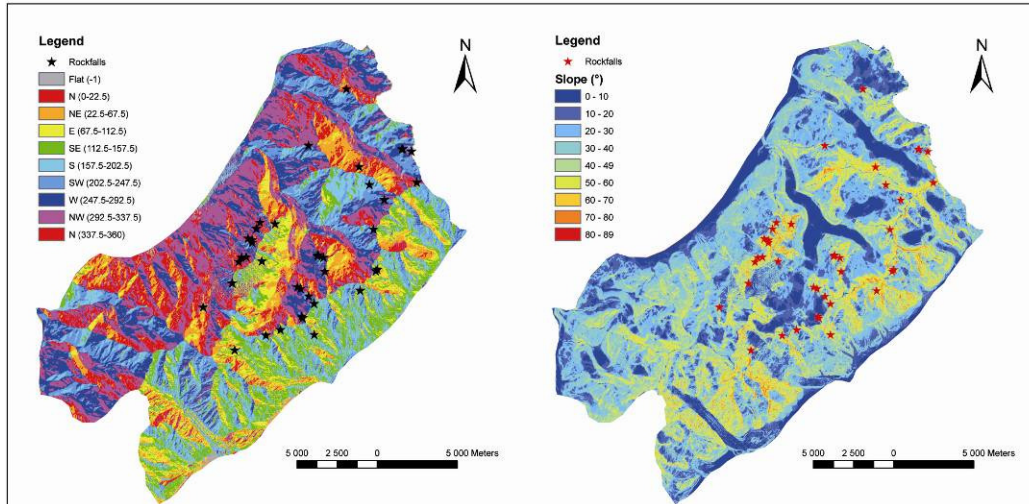 Legend
Rockfalls
Flat (-1)
N (0-22.5)
NE (22.5-67.5)
E (67.5-112.5)
SE (112.5-157.5)
S (157.5-202.5)
SW (202.5-247.5)
W (247.5-292.5)
NW (292.5-337.5)
N (337.5-360)
N
5 000 2 500 0 5 000 Meters
Legend
Rockfalls
Slope (°)
0 - 10
10 - 20
20 - 30
30 - 40
40 - 49
50 - 60
60 - 70
70 - 80
80 - 89
N
5 000 2 500 0 5 000 Meters